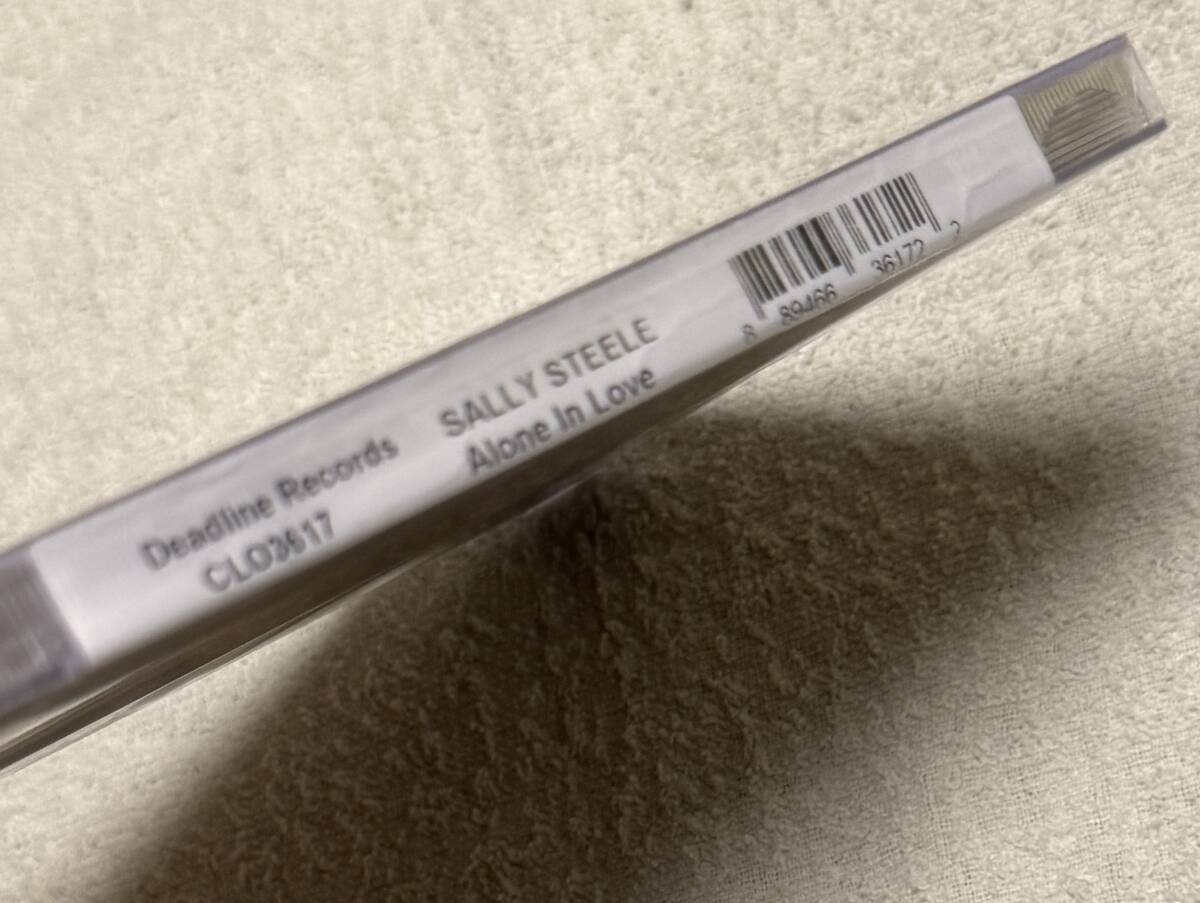 Deadline Records
CLO3617
SALLY STEELE
Alone In Love
8 89466 36172 2